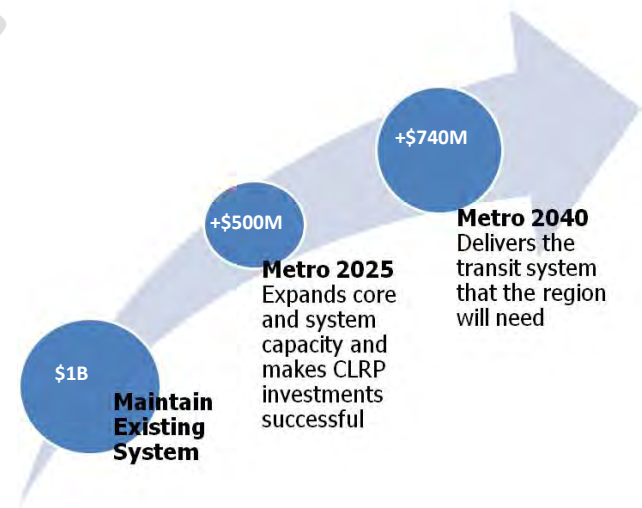 +$740M
+$500M
Metro 2040
Delivers the
transit system
that the region
will need
Metro 2025
Expands core
and system
capacity and
makes CLRP
investments
successful
$1B
Maintain
Existing
System